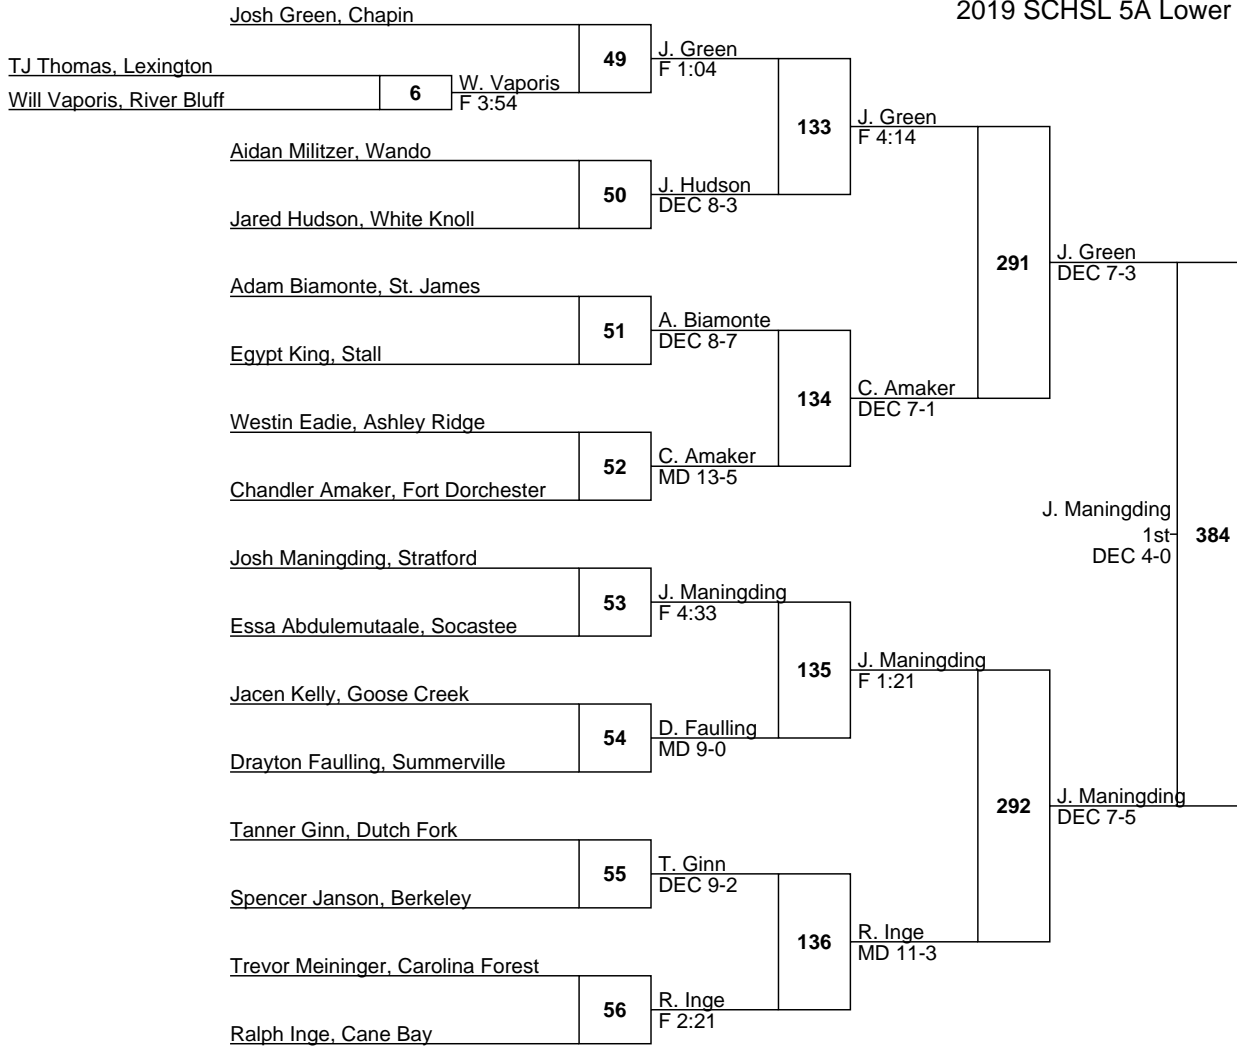 2019 SCHSL 5A Lower
Josh Green, Chapin
49
J. Green
F 1:04
TJ Thomas, Lexington
6
W. Vaporis
F 3:54
Will Vaporis, River Bluff
133
J. Green
F 4:14
Aidan Militzer, Wando
50
J. Hudson
DEC 8-3
Jared Hudson, White Knoll
291
J. Green
DEC 7-3
Adam Biamonte, St. James
51
A. Biamonte
DEC 8-7
Egypt King, Stall
134
C. Amaker
DEC 7-1
Westin Eadie, Ashley Ridge
52
C. Amaker
MD 13-5
Chandler Amaker, Fort Dorchester
J. Maningding
1st
DEC 4-0
384
Josh Maningding, Stratford
53
J. Maningding
F 4:33
Essa Abdulemutaale, Socastee
135
J. Maningding
F 1:21
Jacen Kelly, Goose Creek
54
D. Faulling
MD 9-0
Drayton Faulling, Summerville
292
J. Maningding
DEC 7-5
Tanner Ginn, Dutch Fork
55
T. Ginn
DEC 9-2
Spencer Janson, Berkeley
136
R. Inge
MD 11-3
Trevor Meininger, Carolina Forest
56
R. Inge
F 2:21
Ralph Inge, Cane Bay